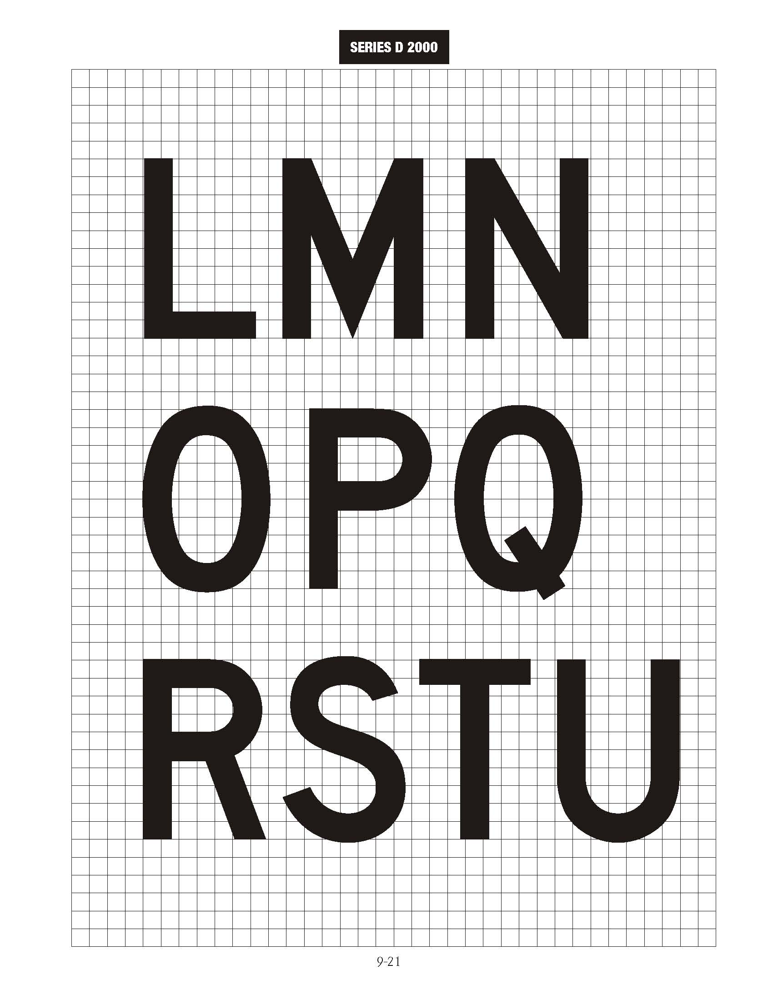 SERIES D 2000
LMN
OPQ
RSTU
9-21